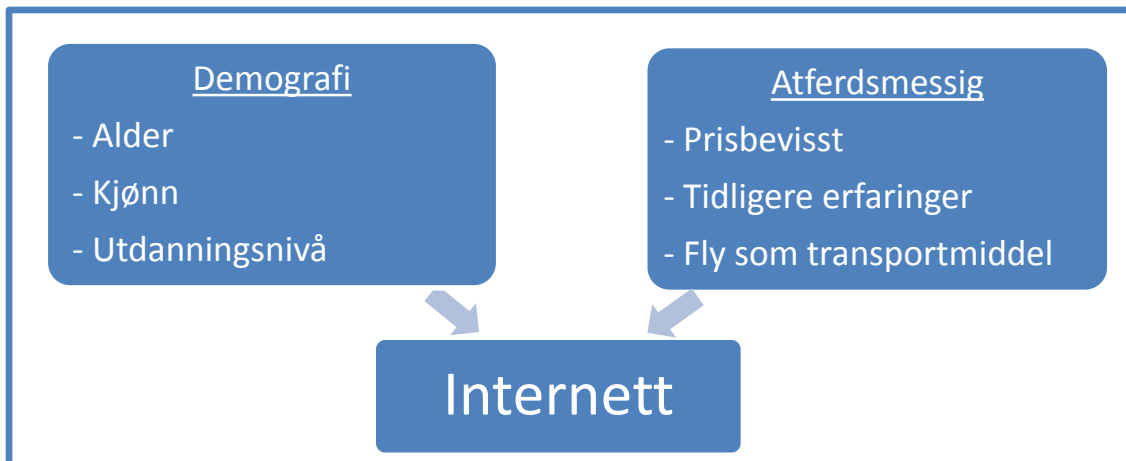 Demografi
- Alder
- Kjønn
- Utdanningsnivå
Atferdsmessig
- Prisbevisst
- Tidligere erfaringer
- Fly som transportmiddel
Internett